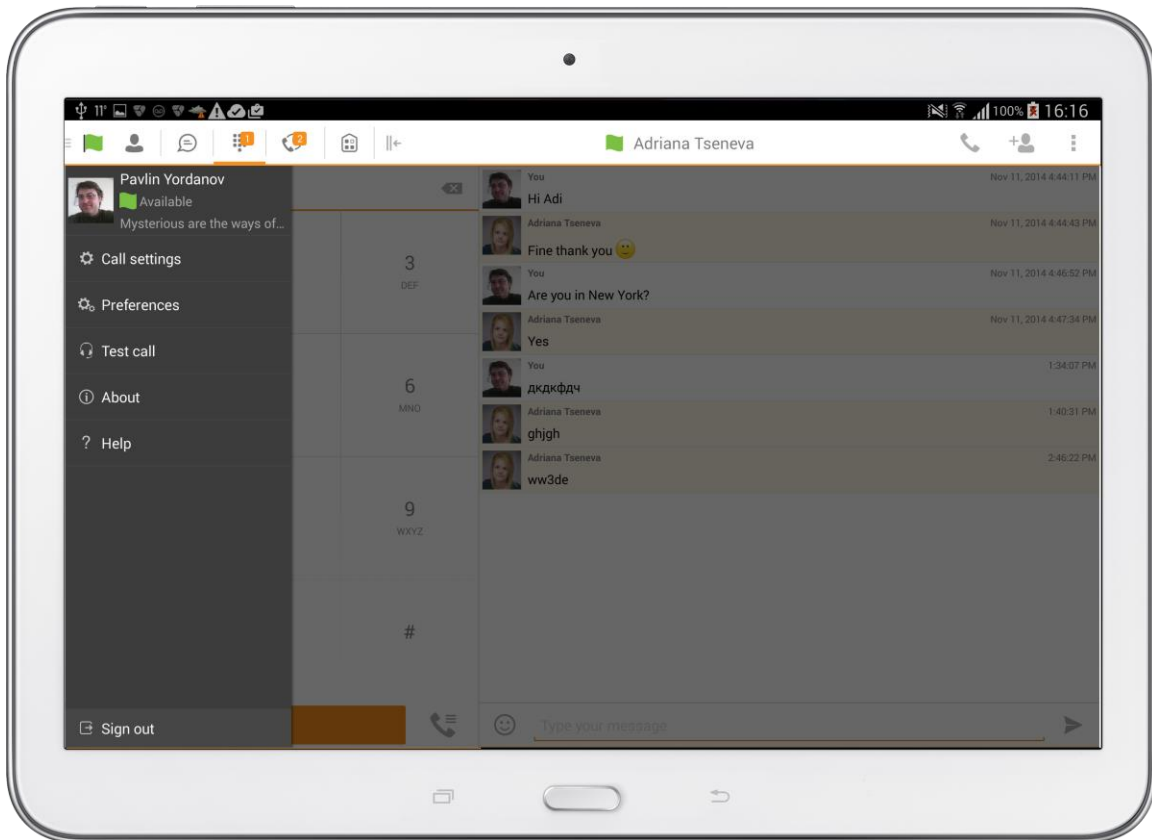 11° 100% 16:16
1 2 Adriana Tseneva
Pavlin Yordanov
Available
Mysterious are the ways of...
Call settings
Preferences
Test call
About
? Help
Sign out
3
DEF
6
MNO
9
WXYZ
#
You Nov 11, 2014 4:44:11 PM
Hi Adi
Adriana Tseneva Nov 11, 2014 4:44:43 PM
Fine thank you
You Nov 11, 2014 4:46:52 PM
Are you in New York?
Adriana Tseneva Nov 11, 2014 4:47:34 PM
Yes
You 1:34:07 PM
дкдкфдч
Adriana Tseneva 1:40:31 PM
ghjgh
Adriana Tseneva 2:46:22 PM
ww3de
Type your message